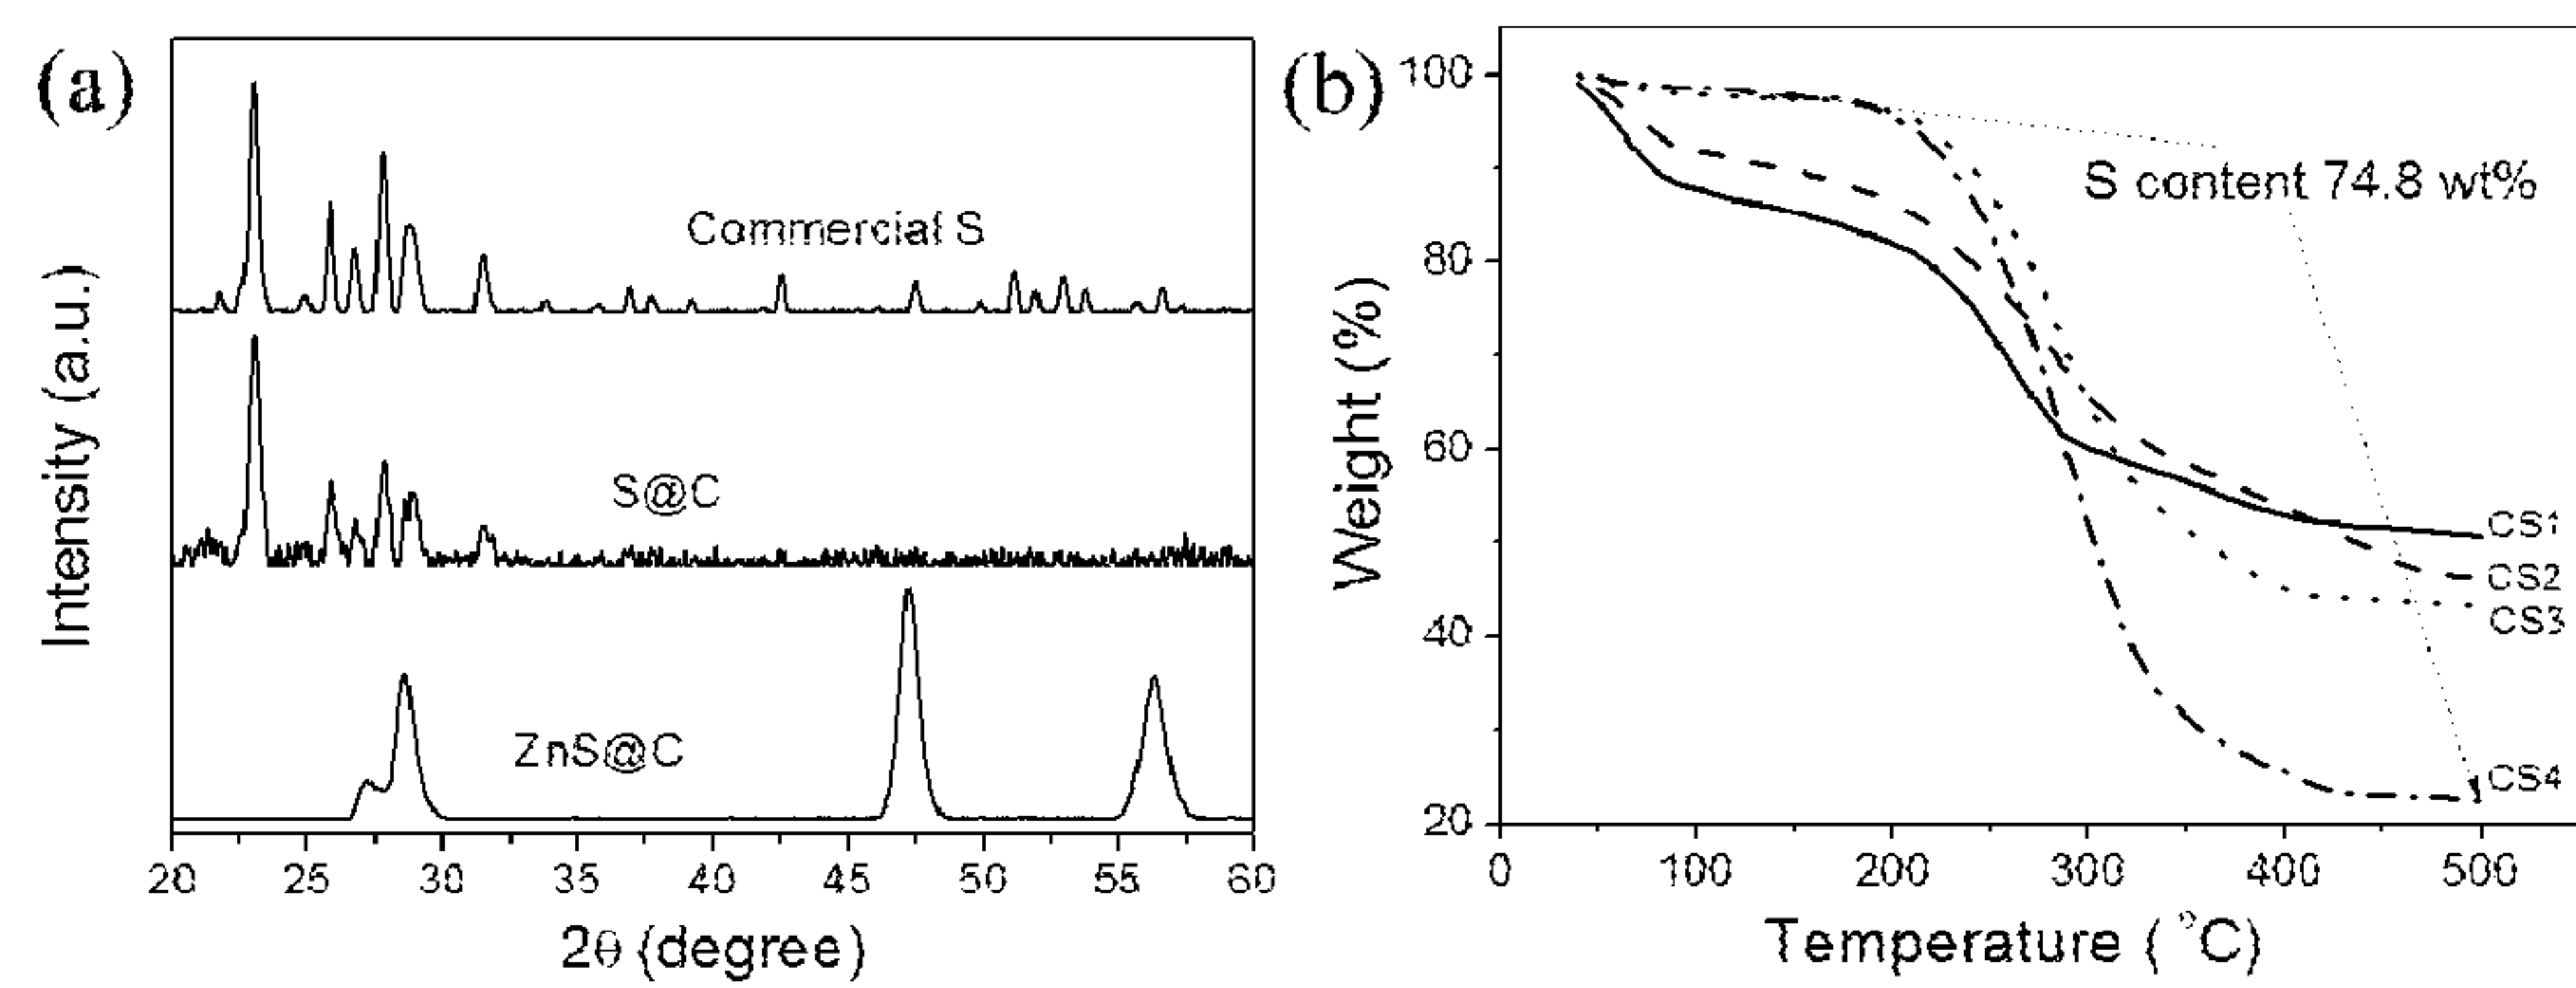 (a)
Intensity (a.u.)
Commercial S
S@C
ZnS@C
20 25 30 35 40 45 50 55 60
2θ (degree)
(b)
Weight (%)
100
80
60
40
20
S content 74.8 wt%
CS1
CS2
CS3
CS4
0 100 200 300 400 500
Temperature (°C)